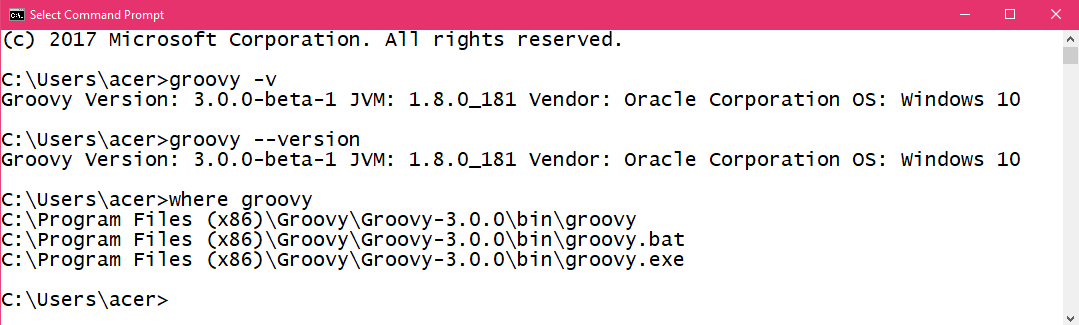 Select Command Prompt
(c) 2017 Microsoft Corporation. All rights reserved.
C:\Users\acer>groovy -v
Groovy Version: 3.0.0-beta-1 JVM: 1.8.0_181 Vendor: Oracle Corporation OS: Windows 10
C:\Users\acer>groovy --version
Groovy Version: 3.0.0-beta-1 JVM: 1.8.0_181 Vendor: Oracle Corporation OS: Windows 10
C:\Users\acer>where groovy
C:\Program Files (x86)\Groovy\Groovy-3.0.0\bin\groovy
C:\Program Files (x86)\Groovy\Groovy-3.0.0\bin\groovy.bat
C:\Program Files (x86)\Groovy\Groovy-3.0.0\bin\groovy.exe
C:\Users\acer>